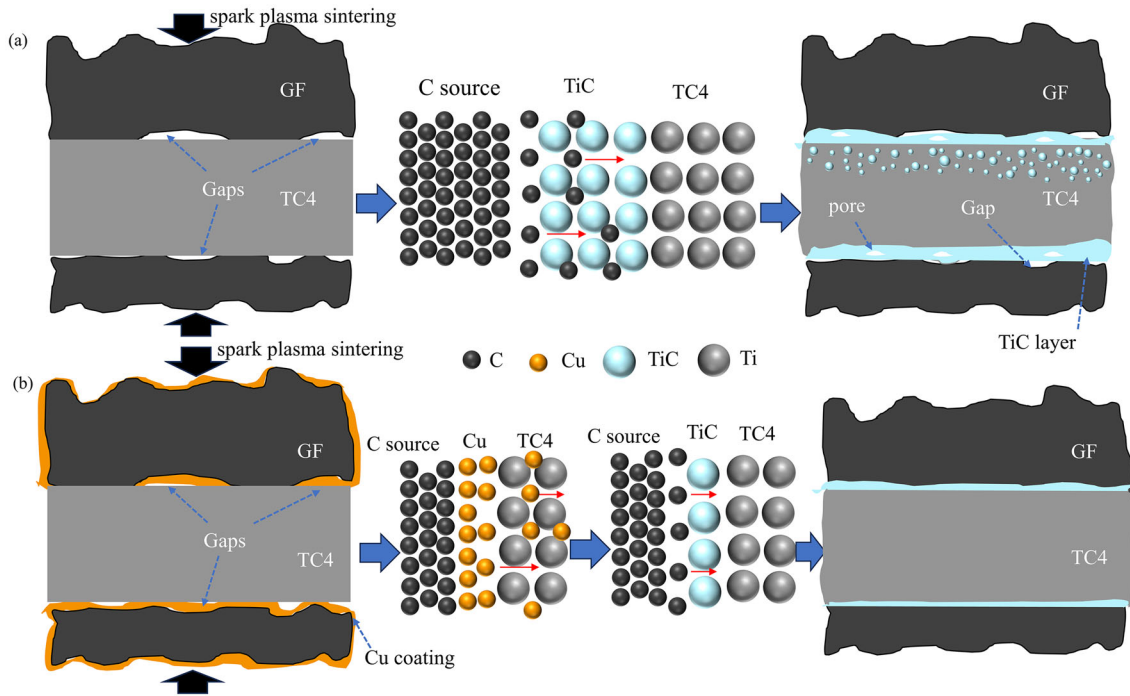 spark plasma sintering
(a)
GF
Gaps
TC4
C source
TiC
TC4
GF
TC4
pore
Gap
TiC layer
spark plasma sintering
C
Cu
TiC
Ti
(b)
GF
Gaps
TC4
Cu coating
C source
Cu
TC4
C source
TiC
TC4
GF
TC4